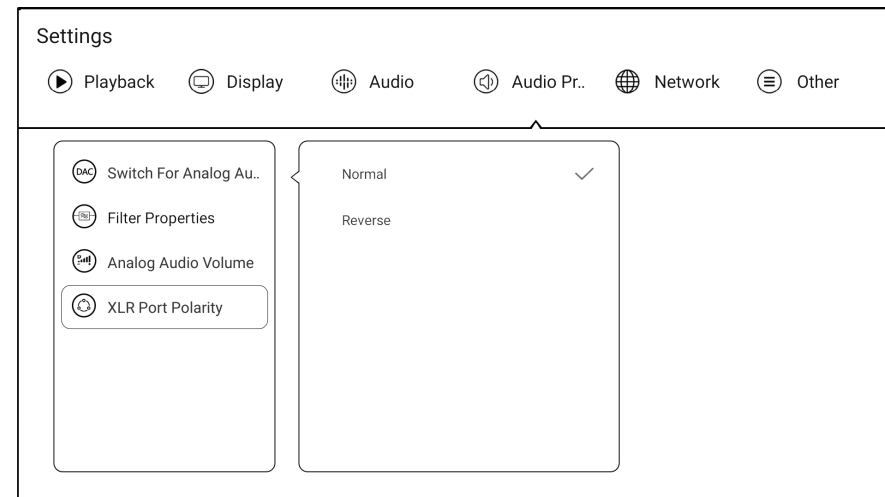 Settings
Playback Display Audio Audio Pr.. Network Other
DAC Switch For Analog Au..
Filter Properties
Analog Audio Volume
XLR Port Polarity
Normal
Reverse